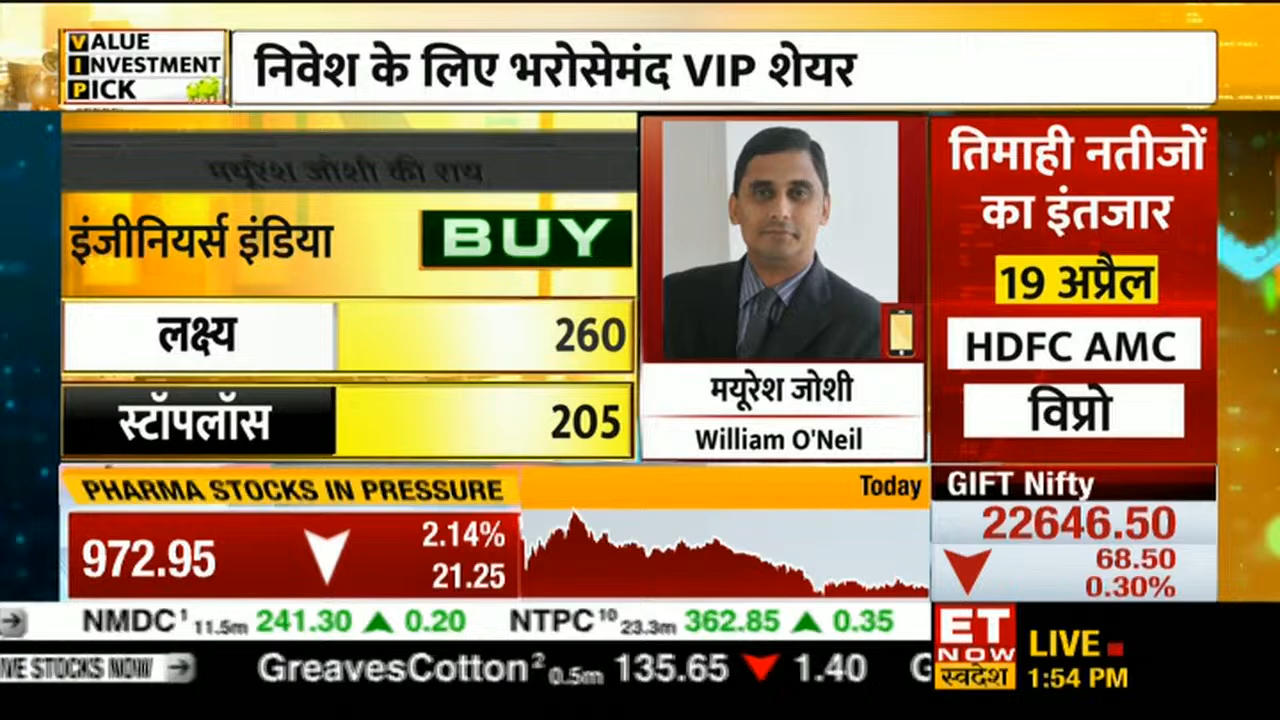 VALUE
INVESTMENT
PICK
निवेश के लिए भरोसेमंद VIP शेयर
मयूरेश जोशी की राय
इंजीनियर्स इंडिया BUY
लक्ष्य 260
स्टॉपलॉस 205
मयूरेश जोशी
William O'Neil
तिमाही नतीजों
का इंतजार
19 अप्रैल
HDFC AMC
विप्रो
PHARMA STOCKS IN PRESSURE
Today
972.95
2.14%
21.25
GIFT Nifty
22646.50
68.50
0.30%
NMDC 1 11.5m 241.30 0.20 NTPC 10 23.3m 362.85 0.35
STOCKS NOW GreavesCotton 2 0.5m 135.65 1.40 G
ET
NOW
स्वदेश
LIVE
1:54 PM